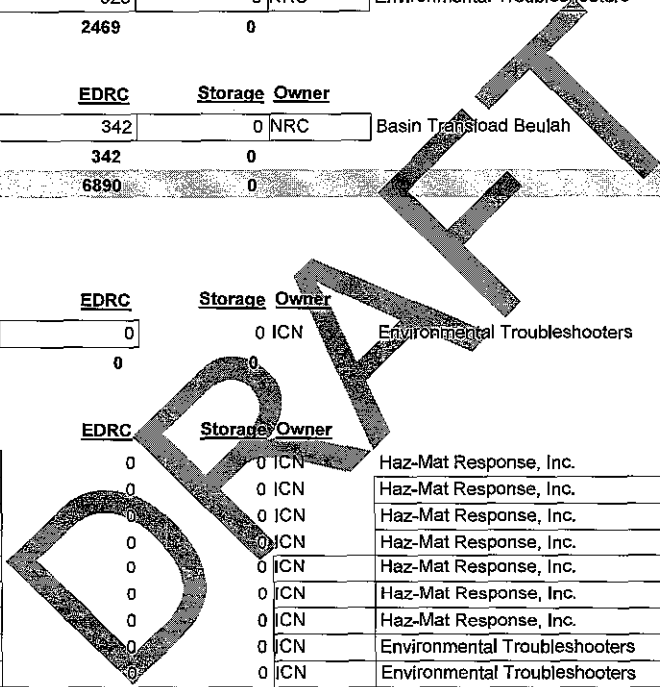 NRC Environmental Troubleshooters
2469 0
EDRC Storage Owner
342 0 NRC Basin Transload Beulah
342 0
6890 0
EDRC Storage Owner
0 0 ICN Environmental Troubleshooters
0 0
EDRC Storage Owner
0 0 ICN Haz-Mat Response, Inc.
0 0 ICN Haz-Mat Response, Inc.
0 0 ICN Haz-Mat Response, Inc.
0 0 ICN Haz-Mat Response, Inc.
0 0 ICN Haz-Mat Response, Inc.
0 0 ICN Haz-Mat Response, Inc.
0 0 ICN Haz-Mat Response, Inc.
0 0 ICN Environmental Troubleshooters
0 0 ICN Environmental Troubleshooters
DRAFT